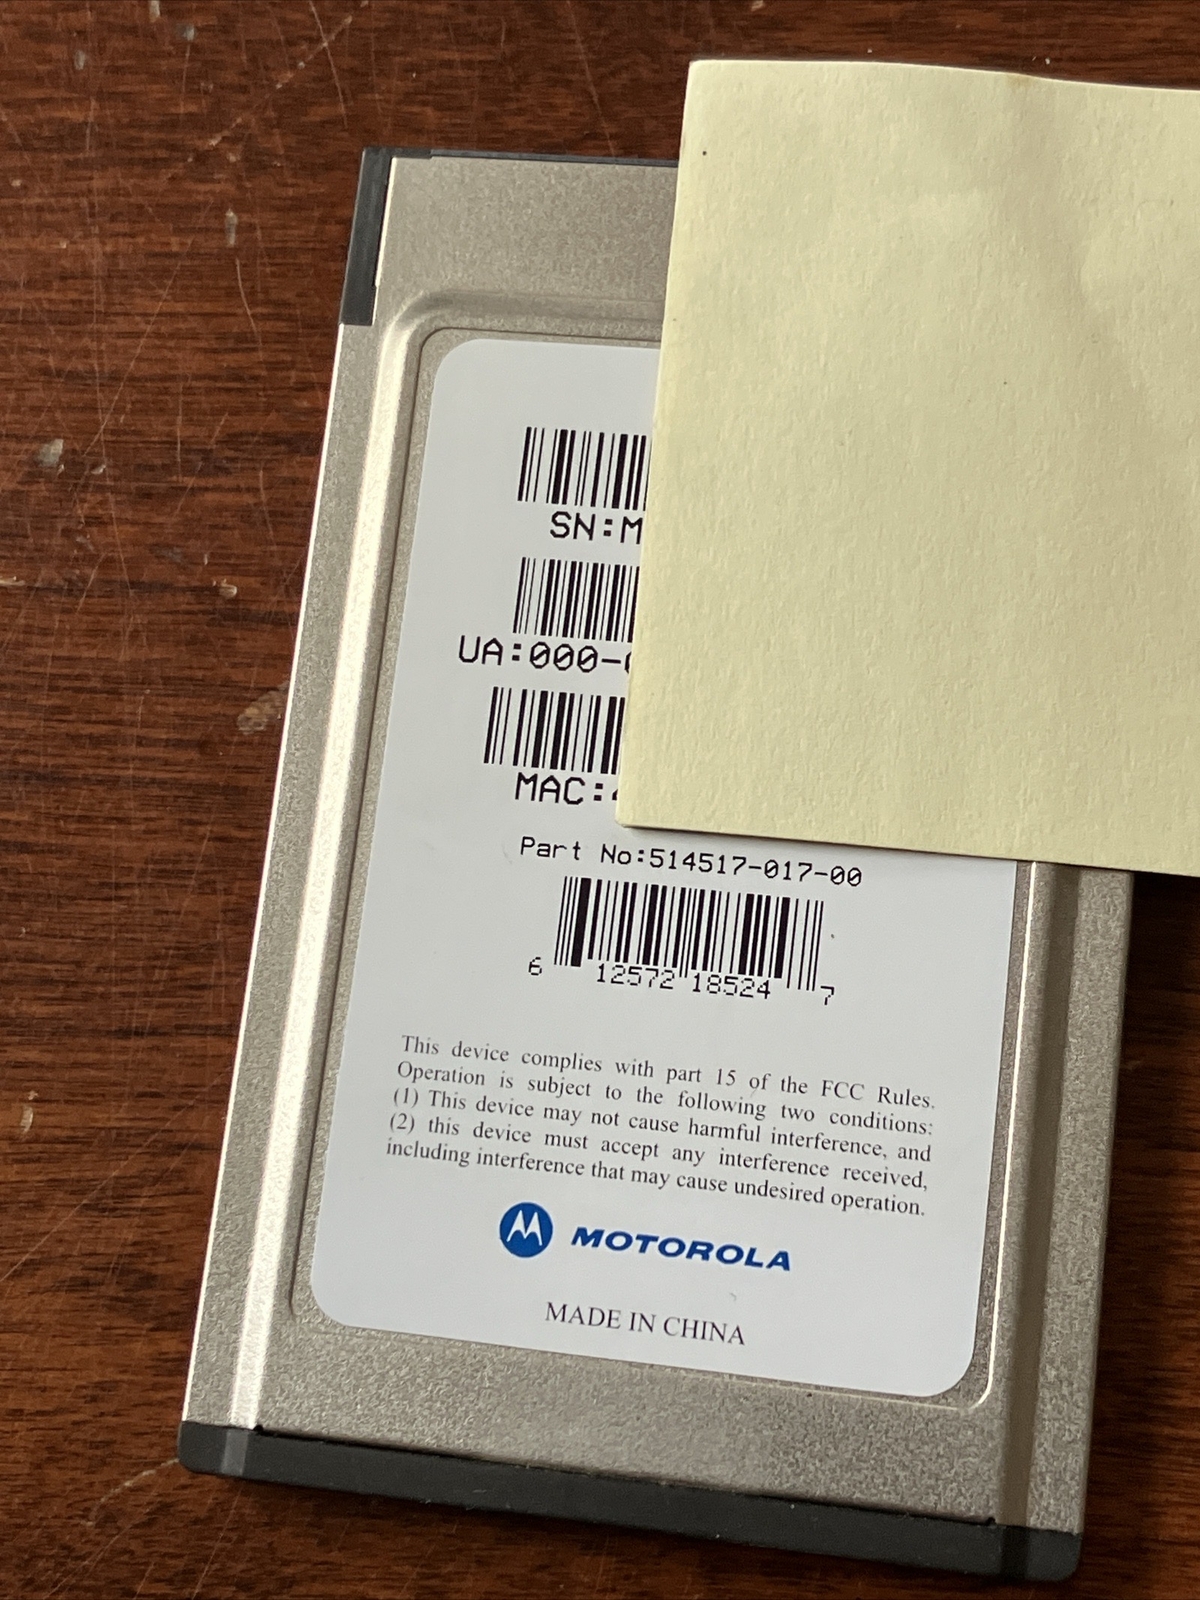 SN:M
UA:000-
MAC:
Part No:514517-017-00
6 12572 18524 7
This device complies with part 15 of the FCC Rules.
Operation is subject to the following two conditions:
(1) This device may not cause harmful interference, and
(2) this device must accept any interference received,
including interference that may cause undesired operation.
MOTOROLA
MADE IN CHINA